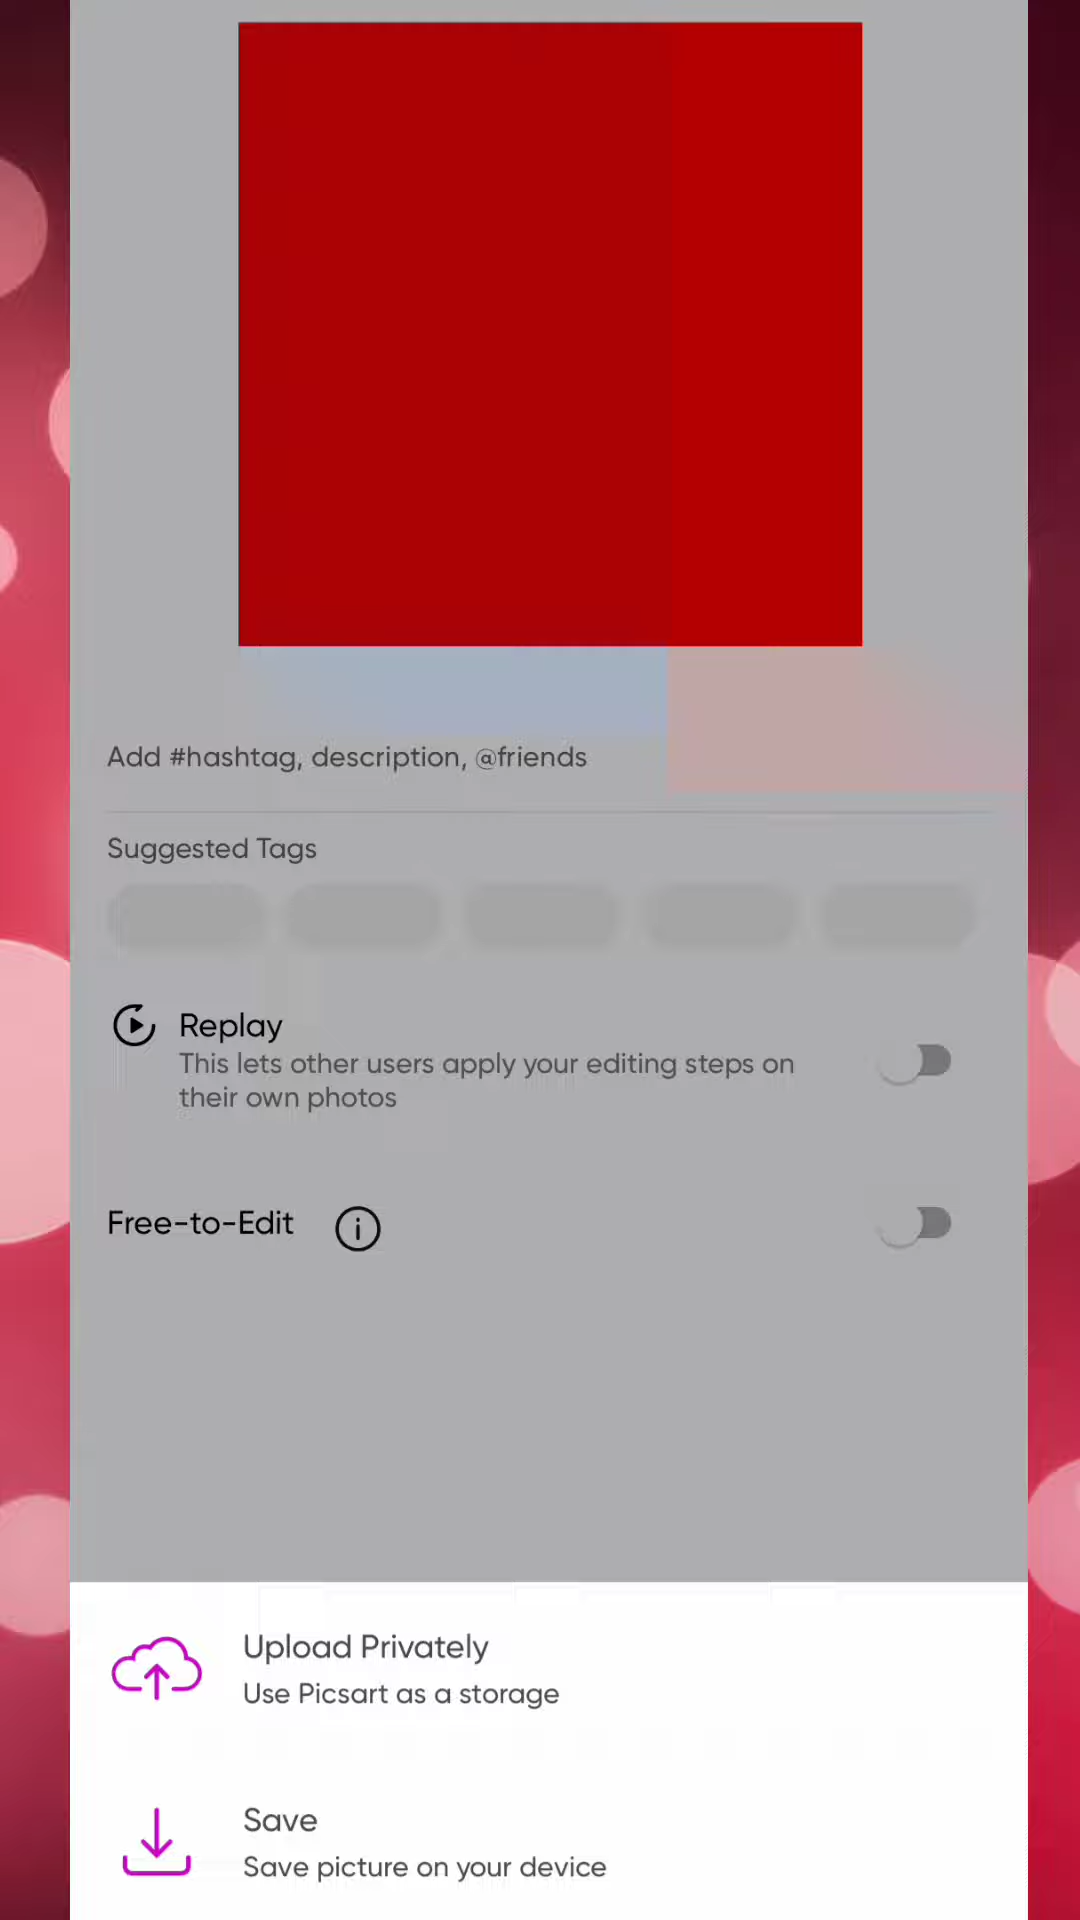 Add #hashtag, description, @friends
Suggested Tags
Replay
This lets other users apply your editing steps on
their own photos
Free-to-Edit
Upload Privately
Use Picsart as a storage
Save
Save picture on your device